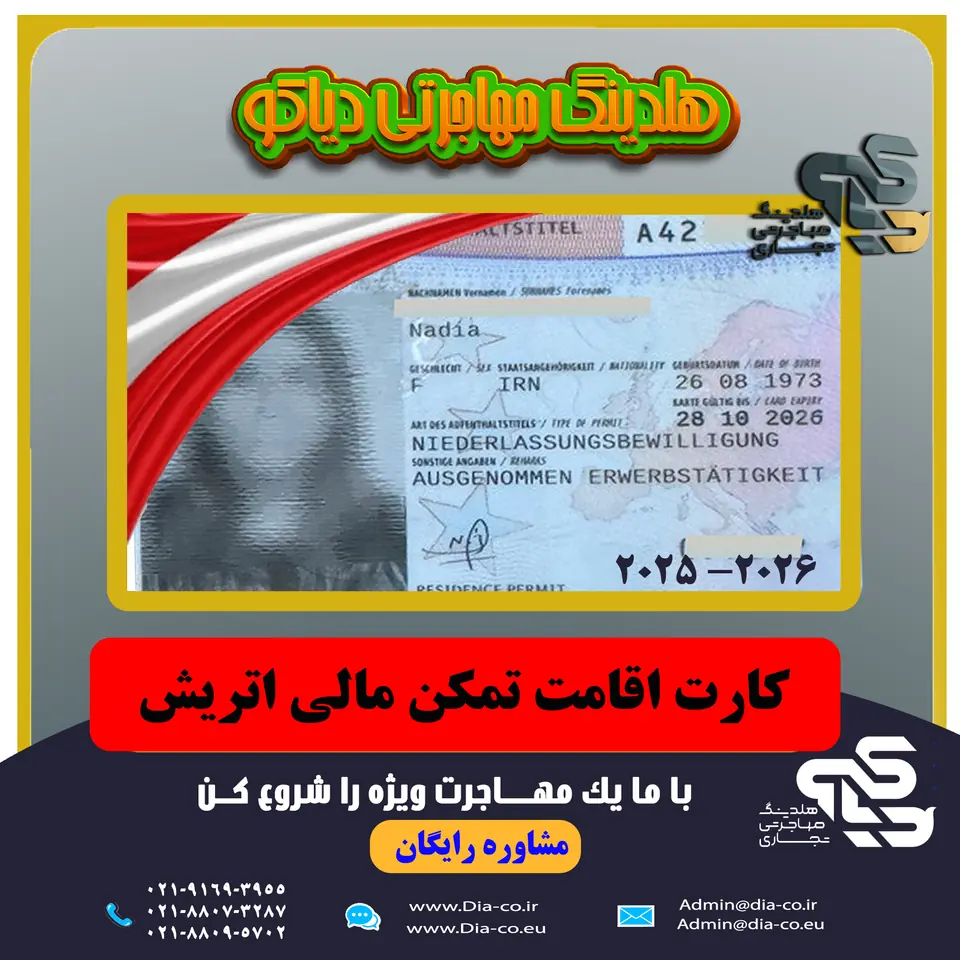 هلدینگ مهاجرتی دیاکو
هلدینگ
مهاجرتی
تجاری
ALTSTITEL
A42
NACHNAMEN Vornamen / SURNAMES Forenames
Nadia
GESCHLECHT / SEX STAATSANGEHÖRIGKEIT / NATIONALITY GEBURTSDATUM / DATE OF BIRTH
F IRN 26 08 1973
KARTE GÜLTIG BIS / CARD EXPIRY
28 10 2026
ART DES AUFENTHALTSTITELS / TYPE OF PERMIT
NIEDERLASSUNGSBEWILLIGUNG
SONSTIGE ANGABEN / REMARKS
AUSGENOMMEN ERWERBSTÄTIGKEIT
RESIDENCE PERMIT
۲۰۲۵ – ۲۰۲۶
کارت اقامت تمکن مالی اتریش
با ما یک مهـــاجرت ویژه را شروع کـن
مشاوره رایگان
هلدینگ
مهاجرتی
تجاری
۰۲۱-۹۱۶۹-۳۹۵۵
۰۲۱-۸۸۰۷-۳۲۸۷
۰۲۱-۸۸۰۹-۵۷۰۲
www.Dia-co.ir
www.Dia-co.eu
Admin@dia-co.ir
Admin@dia-co.eu